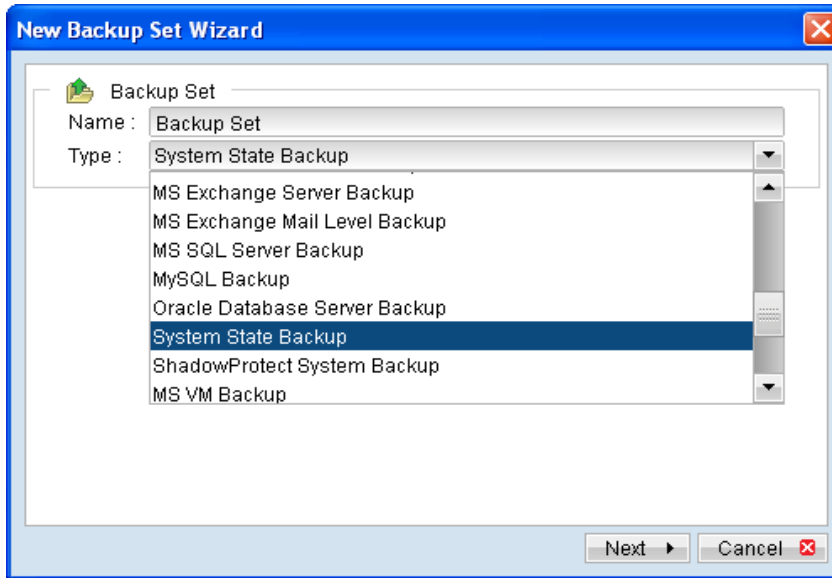 New Backup Set Wizard
Backup Set
Name : Backup Set
Type : System State Backup
MS Exchange Server Backup
MS Exchange Mail Level Backup
MS SQL Server Backup
MySQL Backup
Oracle Database Server Backup
System State Backup
ShadowProtect System Backup
MS VM Backup
Next Cancel